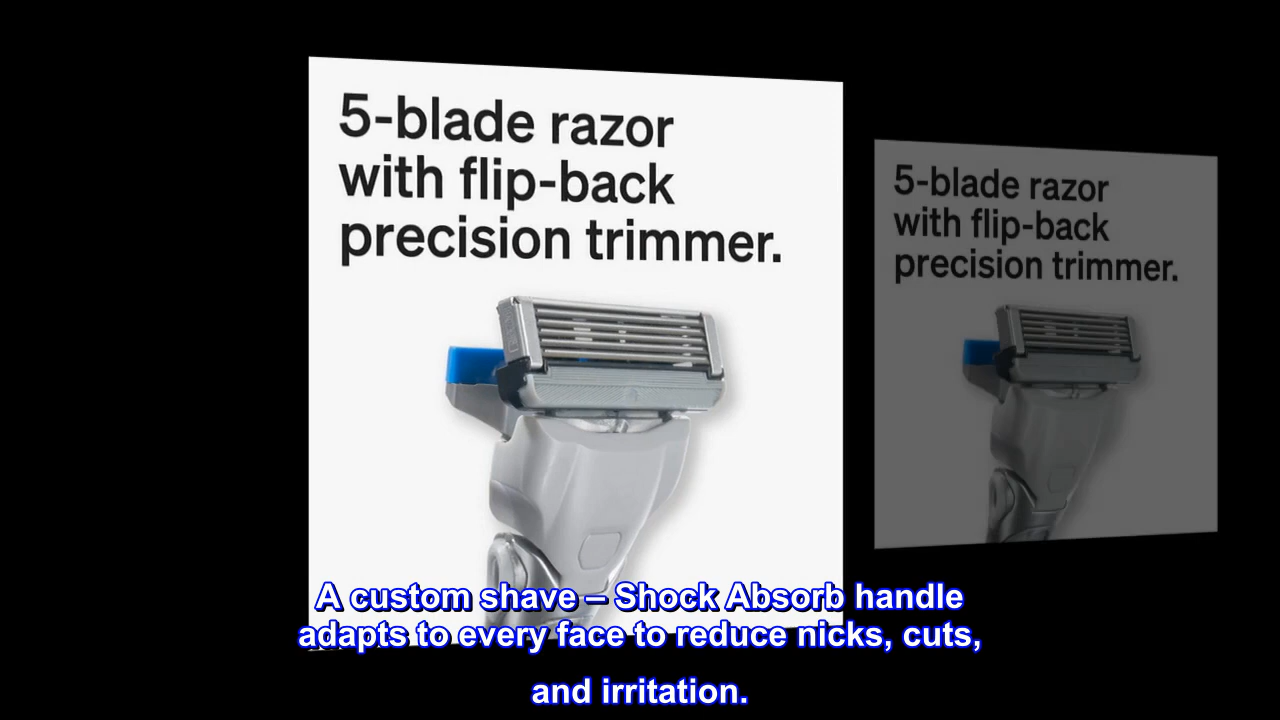 5-blade razor
with flip-back
precision trimmer.
5-blade razor
with flip-back
precision trimmer.
A custom shave – Shock Absorb handle
adapts to every face to reduce nicks, cuts,
and irritation.